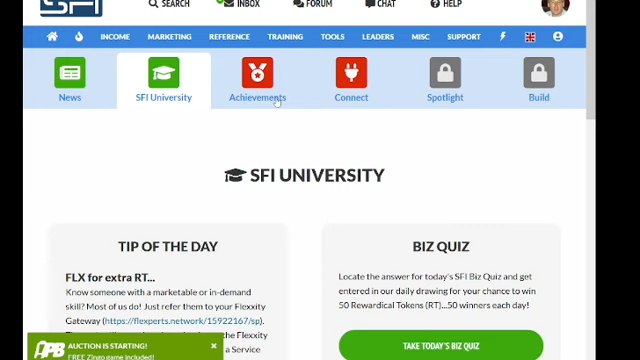 SFI
SEARCH INBOX FORUM CHAT HELP
INCOME MARKETING REFERENCE TRAINING TOOLS LEADERS MISC SUPPORT
News SFI University Achievements Connect Spotlight Build
SFI UNIVERSITY
TIP OF THE DAY
FLX for extra RT...
Know someone with a marketable or in-demand
skill? Most of us do! Just refer them to your Flexxity
Gateway (https://flexperts.network/15922167/sp).
the Flexxity
a Service
BIZ QUIZ
Locate the answer for today's SFI Biz Quiz and get
entered in our daily drawing for your chance to win
50 Rewardical Tokens (RT)...50 winners each day!
TAKE TODAY'S BIZ QUIZ
APB
AUCTION IS STARTING!
FREE Zingo game included!